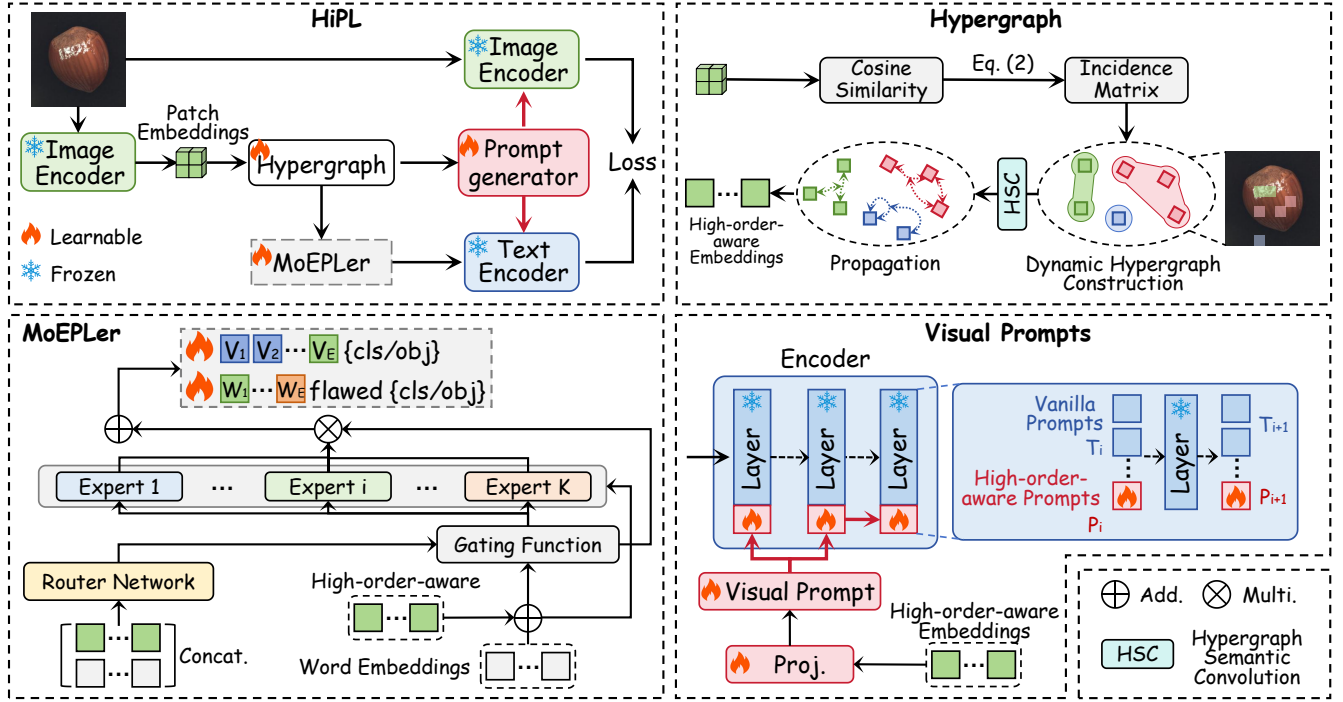 HiPL
Image
Encoder
Patch
Embeddings
Image
Encoder
Hypergraph
Prompt
generator
Loss
Learnable
Frozen
MoEPLer
Text
Encoder
Hypergraph
Cosine
Similarity
Eq. (2)
Incidence
Matrix
HSC
High-order-
aware
Embeddings
Propagation
Dynamic Hypergraph
Construction
MoEPLer
V1 V2 ... VE {cls/obj}
W1 ... WE flawed {cls/obj}
Expert 1 ... Expert i ... Expert K
Gating Function
Router Network
High-order-aware
Concat.
Word Embeddings
Visual Prompts
Encoder
Layer
Layer
Layer
Vanilla
Prompts
Ti
High-order-
aware Prompts
Pi
Layer
Ti+1
Pi+1
Visual Prompt
High-order-aware
Embeddings
Proj.
Add.
Multi.
HSC
Hypergraph
Semantic
Convolution